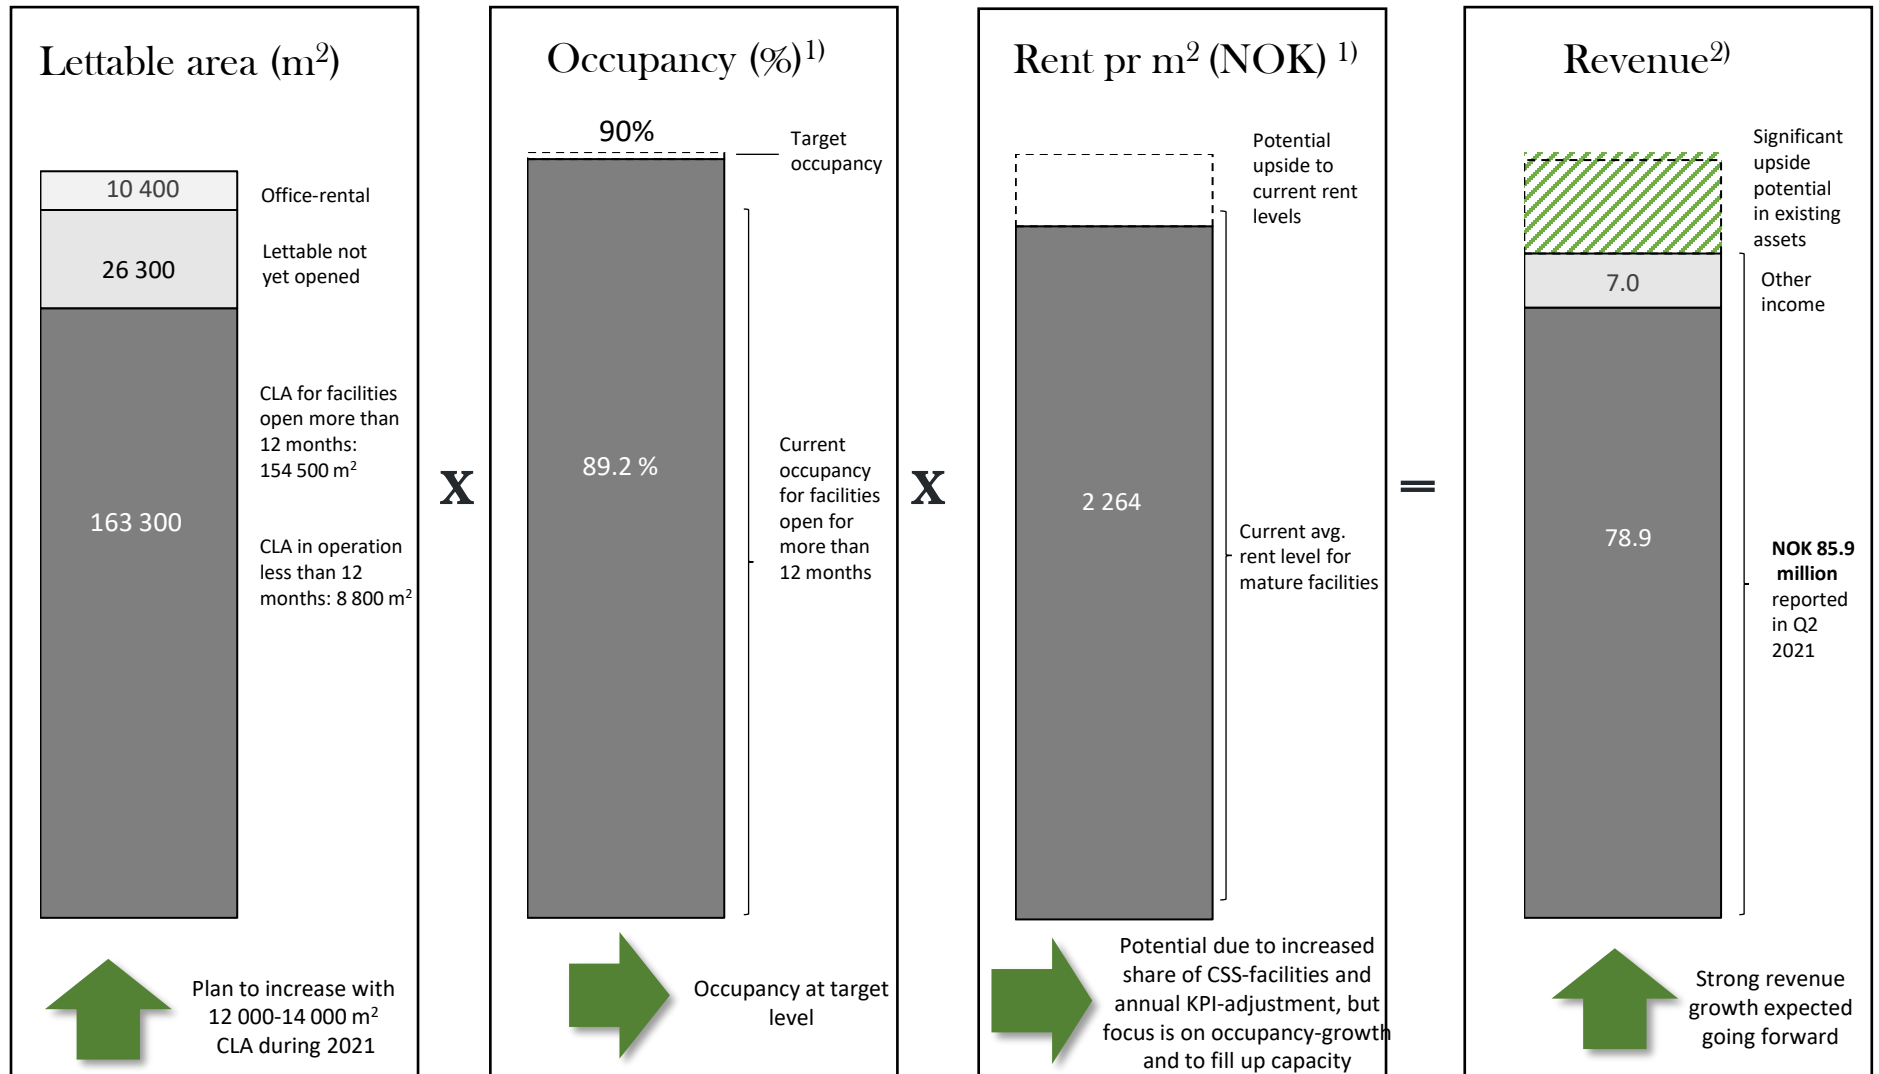 Lettable area (m²)
10 400
Office-rental
26 300
Lettable not
yet opened
163 300
CLA for facilities
open more than
12 months:
154 500 m²
CLA in operation
less than 12
months: 8 800 m²
Plan to increase with
12 000-14 000 m²
CLA during 2021
x
Occupancy (%)¹⁾
90%
Target
occupancy
89.2 %
Current
occupancy
for facilities
open for
more than
12 months
Occupancy at target
level
x
Rent pr m² (NOK) ¹⁾
Potential
upside to
current rent
levels
2 264
Current avg.
rent level for
mature facilities
Potential due to increased
share of CSS-facilities and
annual KPI-adjustment, but
focus is on occupancy-growth
and to fill up capacity
=
Revenue²⁾
Significant
upside
potential
in existing
assets
7.0
Other
income
78.9
NOK 85.9
million
reported
in Q2
2021
Strong revenue
growth expected
going forward